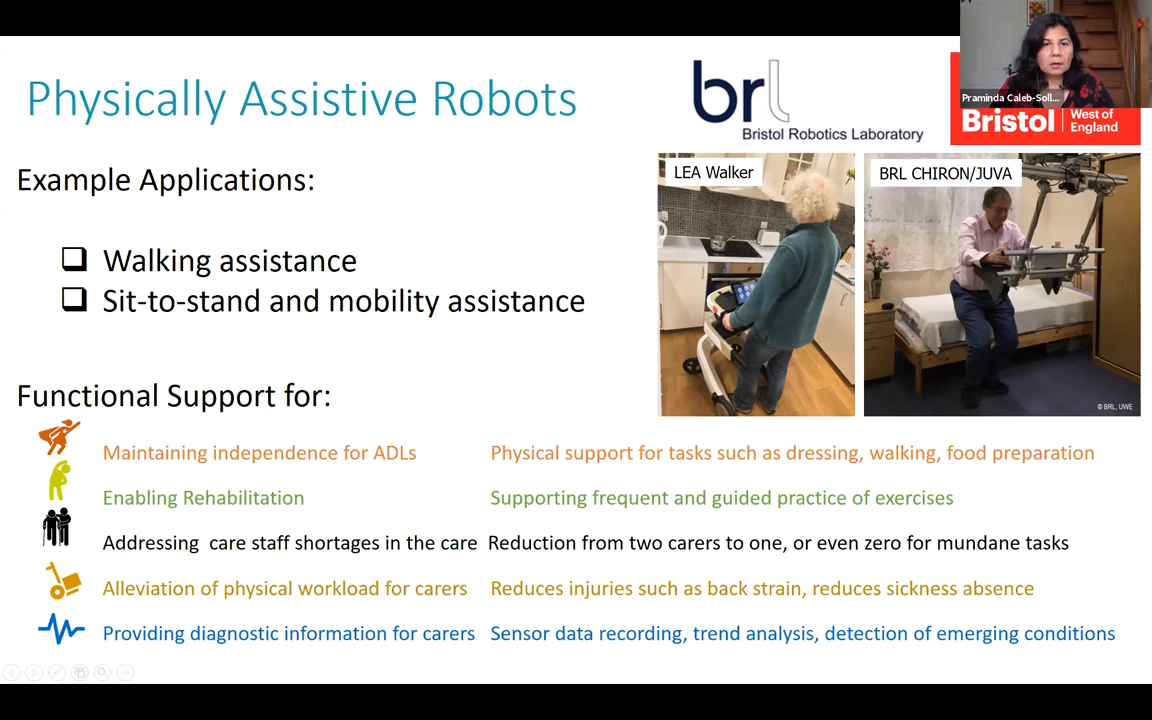 Physically Assistive Robots
brl
Bristol Robotics Laboratory
Praminda Caleb-Soll...
Bristol
West of
England
Example Applications:
LEA Walker
BRL CHIRON/JUVA
❑ Walking assistance
❑ Sit-to-stand and mobility assistance
© BRL, UWE
Functional Support for:
Maintaining independence for ADLs Physical support for tasks such as dressing, walking, food preparation
Enabling Rehabilitation Supporting frequent and guided practice of exercises
Addressing care staff shortages in the care Reduction from two carers to one, or even zero for mundane tasks
Alleviation of physical workload for carers Reduces injuries such as back strain, reduces sickness absence
Providing diagnostic information for carers Sensor data recording, trend analysis, detection of emerging conditions